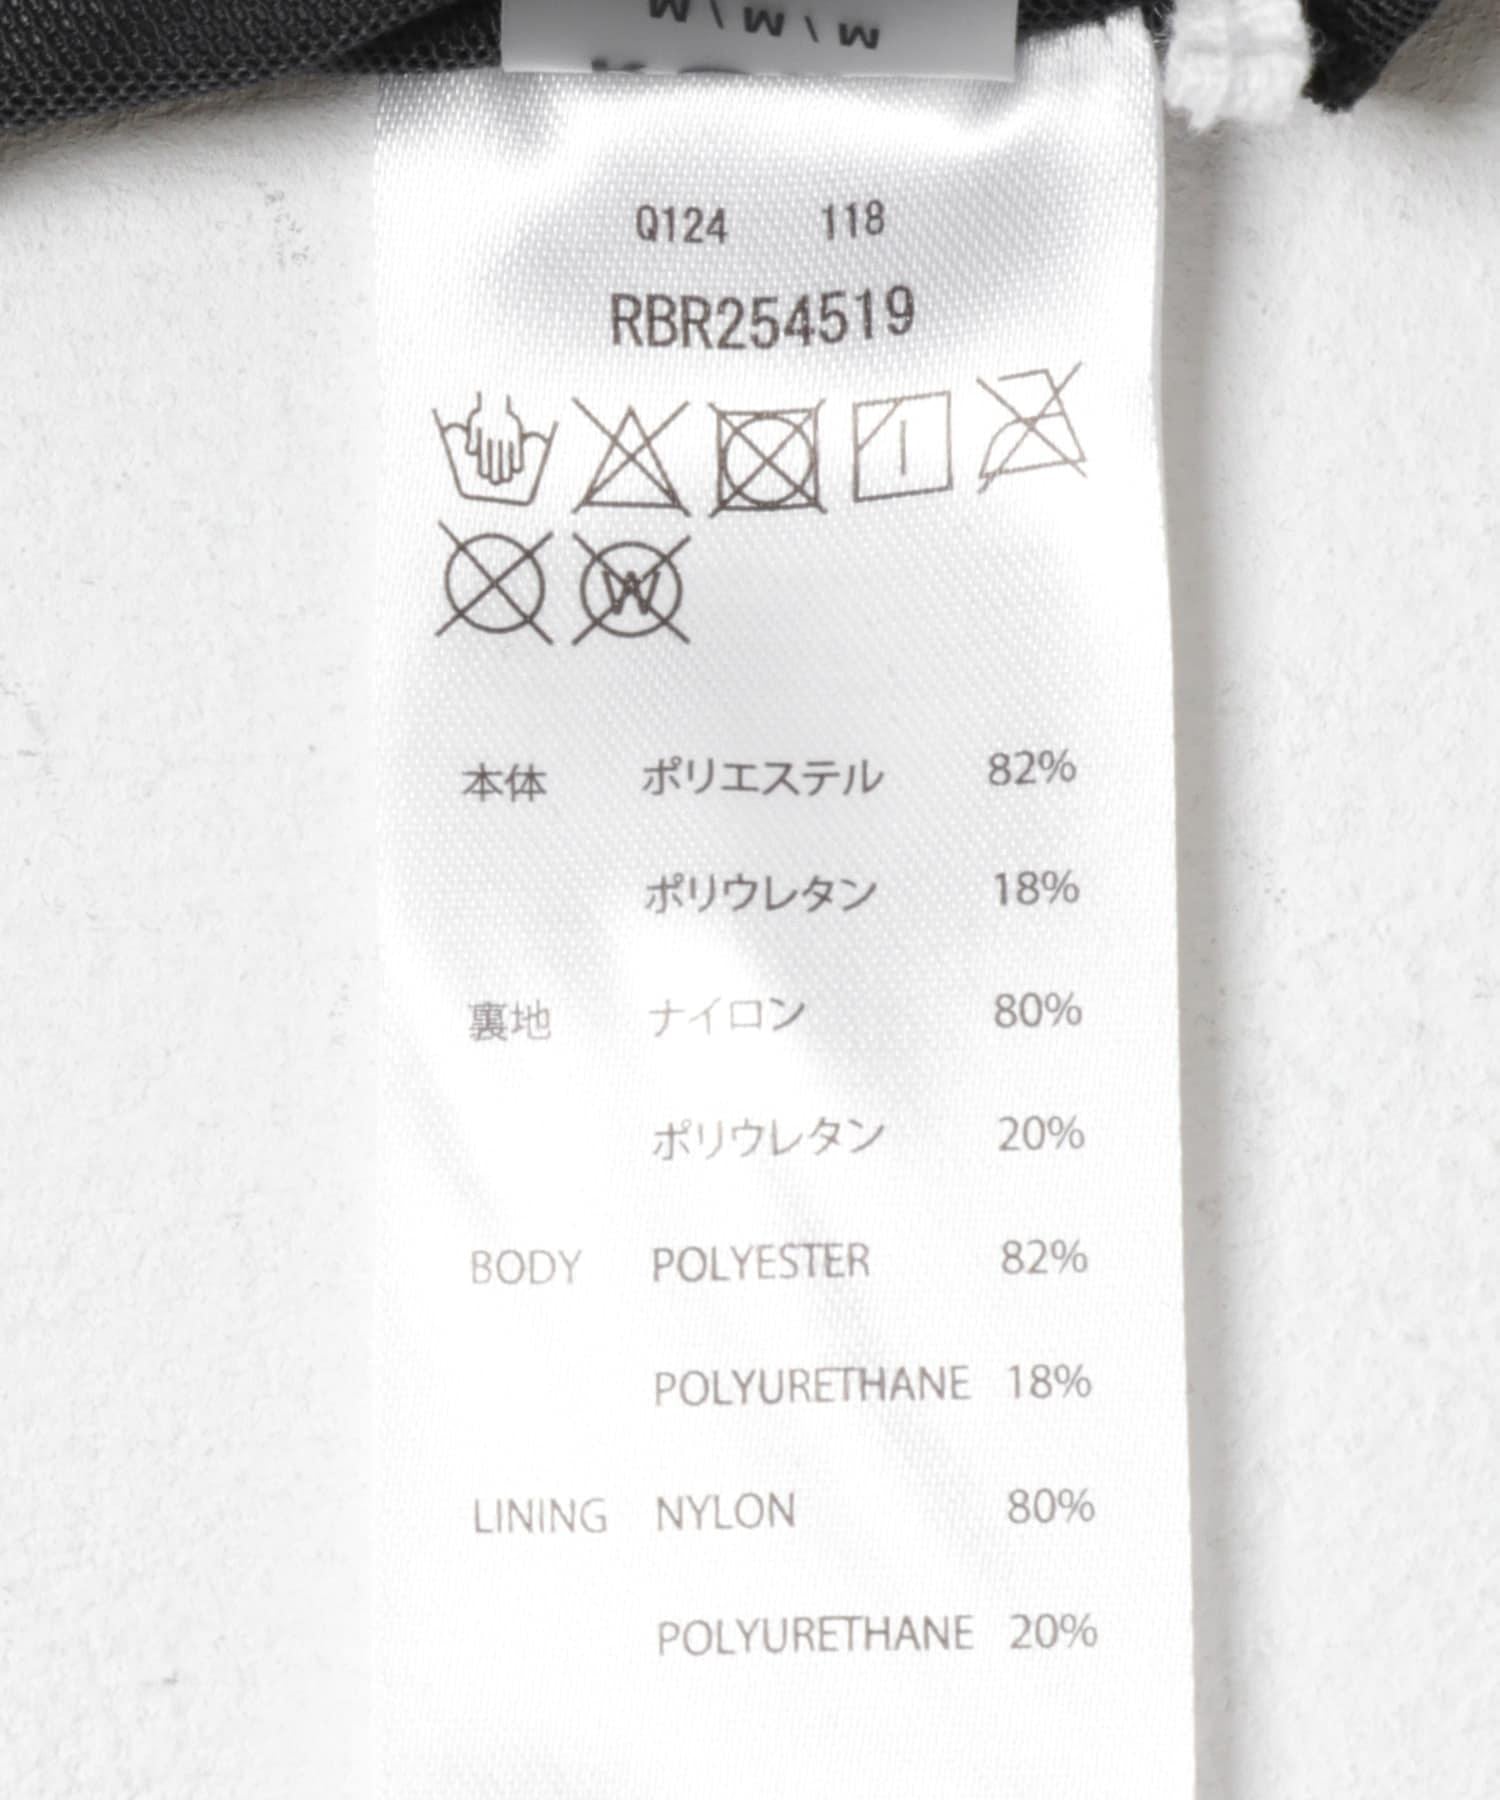 Q124 118
RBR254519
W
本体 ポリエステル 82%
ポリウレタン 18%
裏地 ナイロン 80%
ポリウレタン 20%
BODY POLYESTER 82%
POLYURETHANE 18%
LINING NYLON 80%
POLYURETHANE 20%